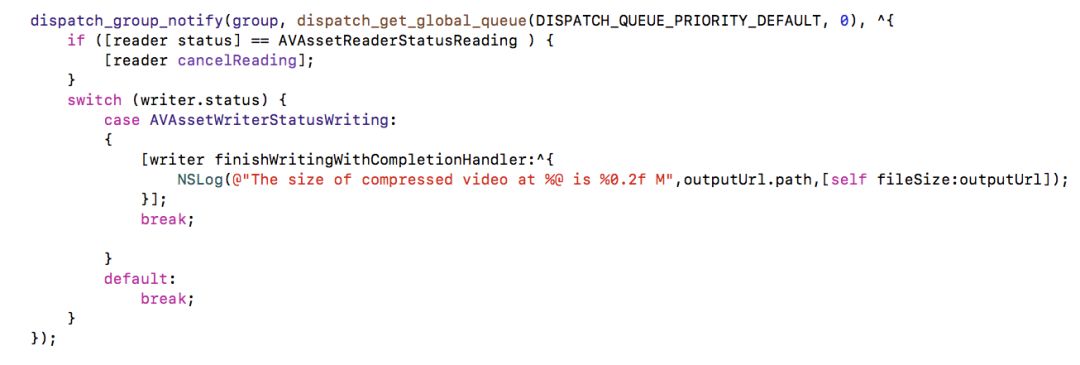 dispatch_group_notify(group, dispatch_get_global_queue(DISPATCH_QUEUE_PRIORITY_DEFAULT, 0), ^{
    if ([reader status] == AVAssetReaderStatusReading ) {
        [reader cancelReading];
    }
    switch (writer.status) {
        case AVAssetWriterStatusWriting:
        {
            [writer finishWritingWithCompletionHandler:^{
                NSLog(@"The size of compressed video at %@ is %0.2f M",outputUrl.path,[self fileSize:outputUrl]);
            }];
            break;
        }
        default:
            break;
    }
});